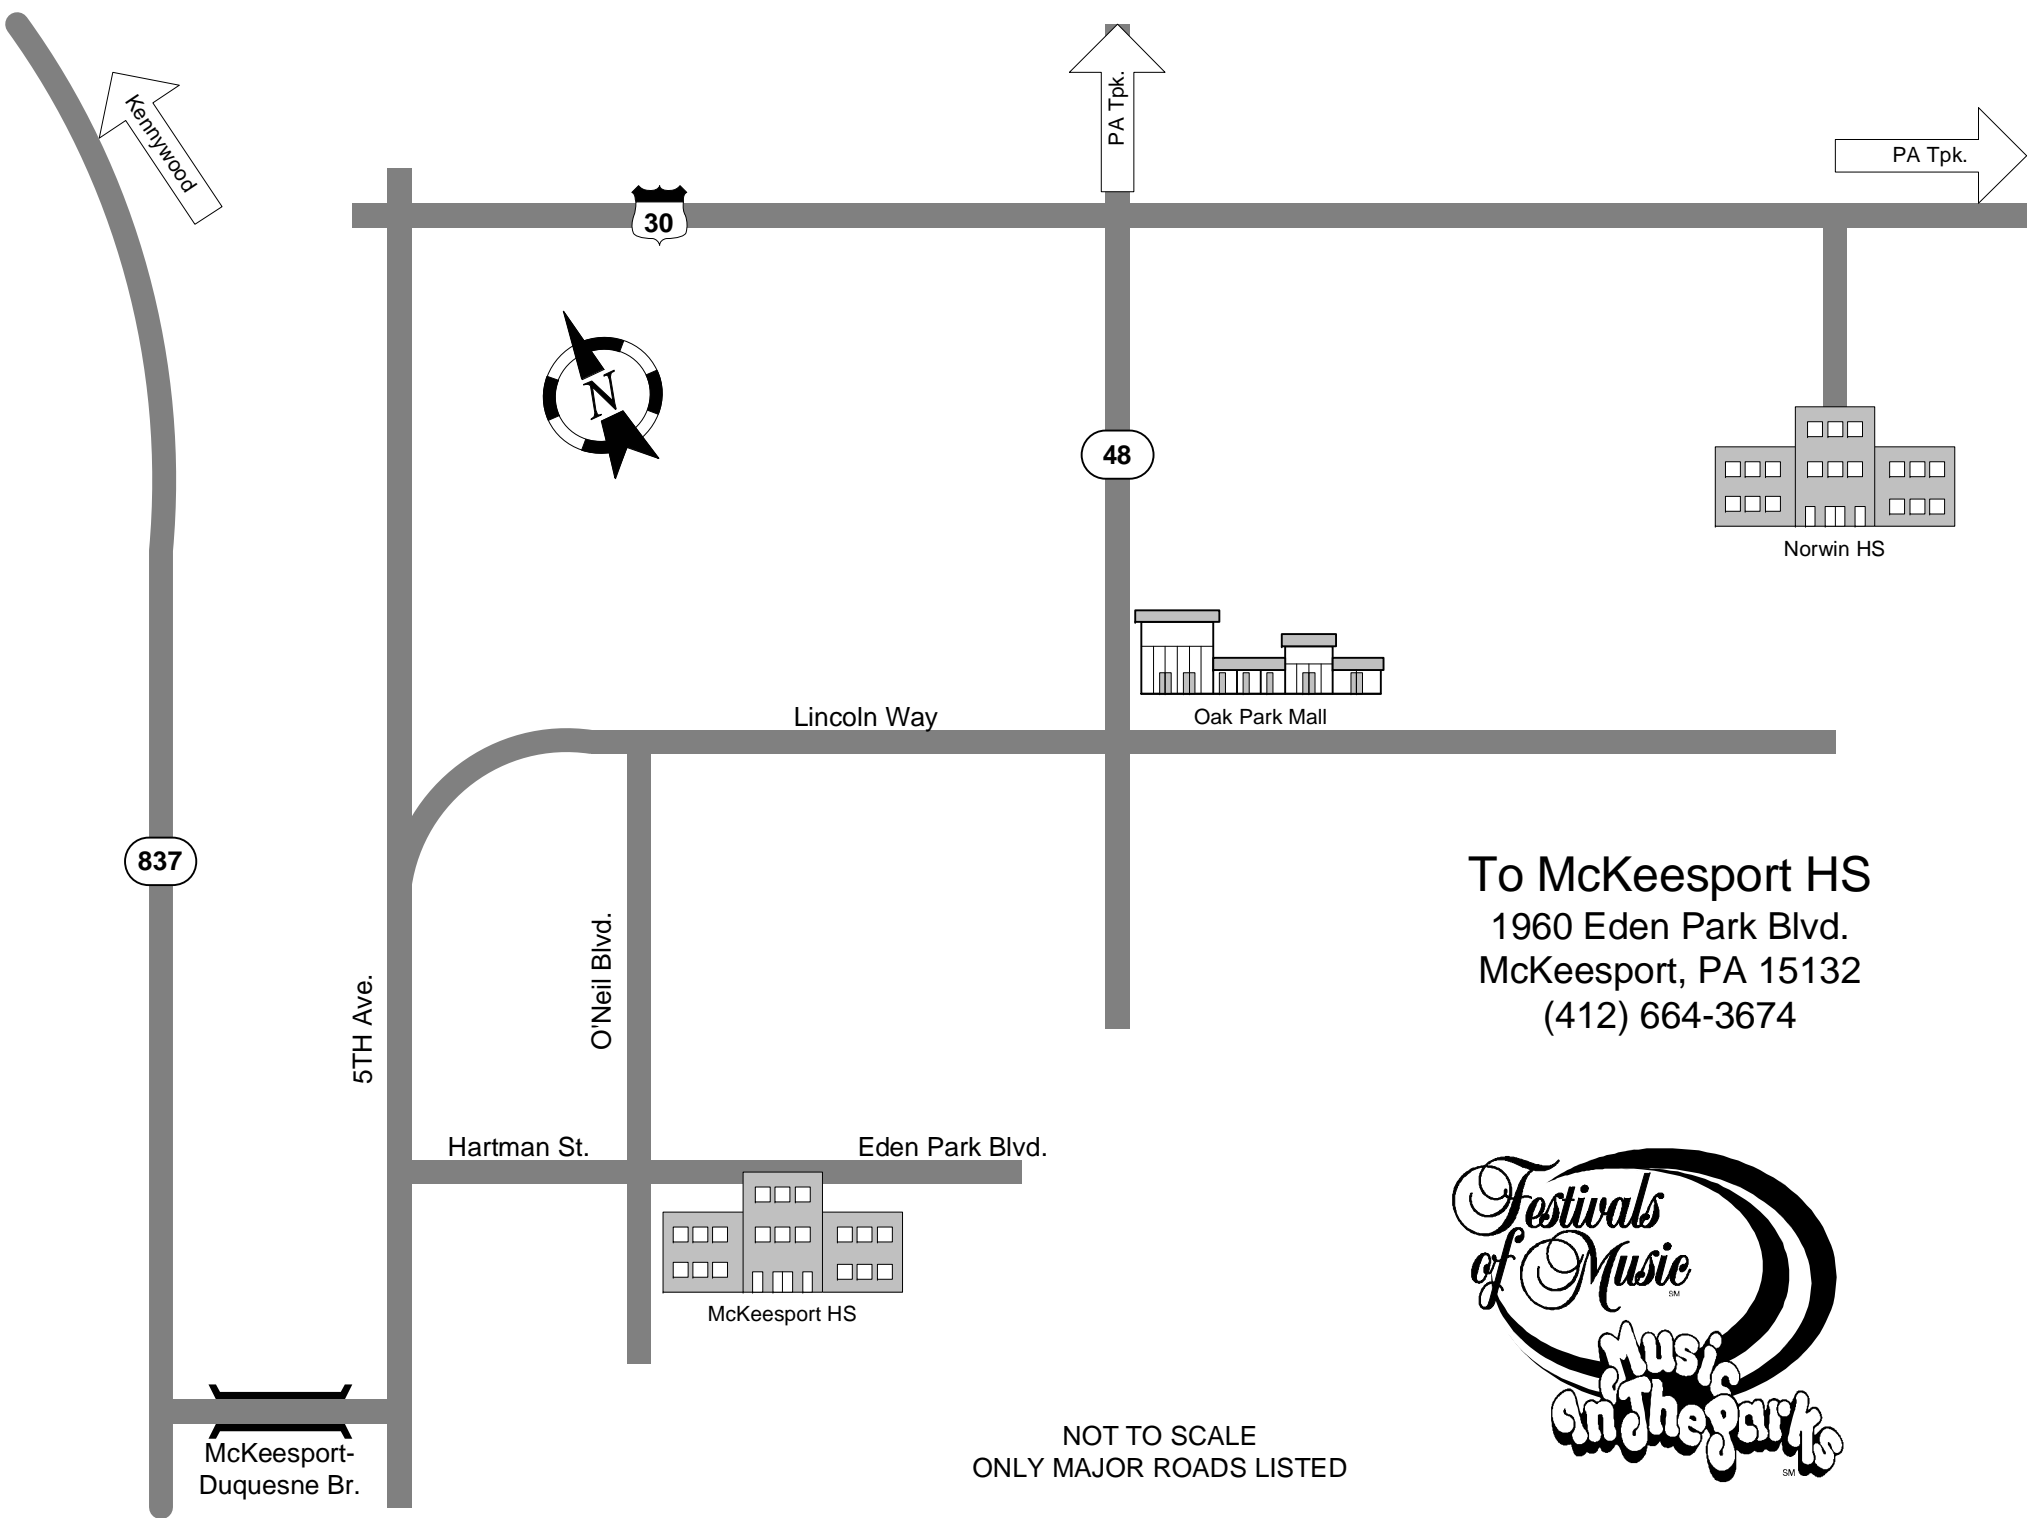 Kennywood
PA Tpk.
PA Tpk.
30
N
48
Norwin HS
Oak Park Mall
Lincoln Way
837
To McKeesport HS
1960 Eden Park Blvd.
McKeesport, PA 15132
(412) 664-3674
O'Neil Blvd.
5TH Ave.
Hartman St.
Eden Park Blvd.
McKeesport HS
Festivals
of Music
SM
Music
In The Parks
SM
McKeesport-
Duquesne Br.
NOT TO SCALE
ONLY MAJOR ROADS LISTED